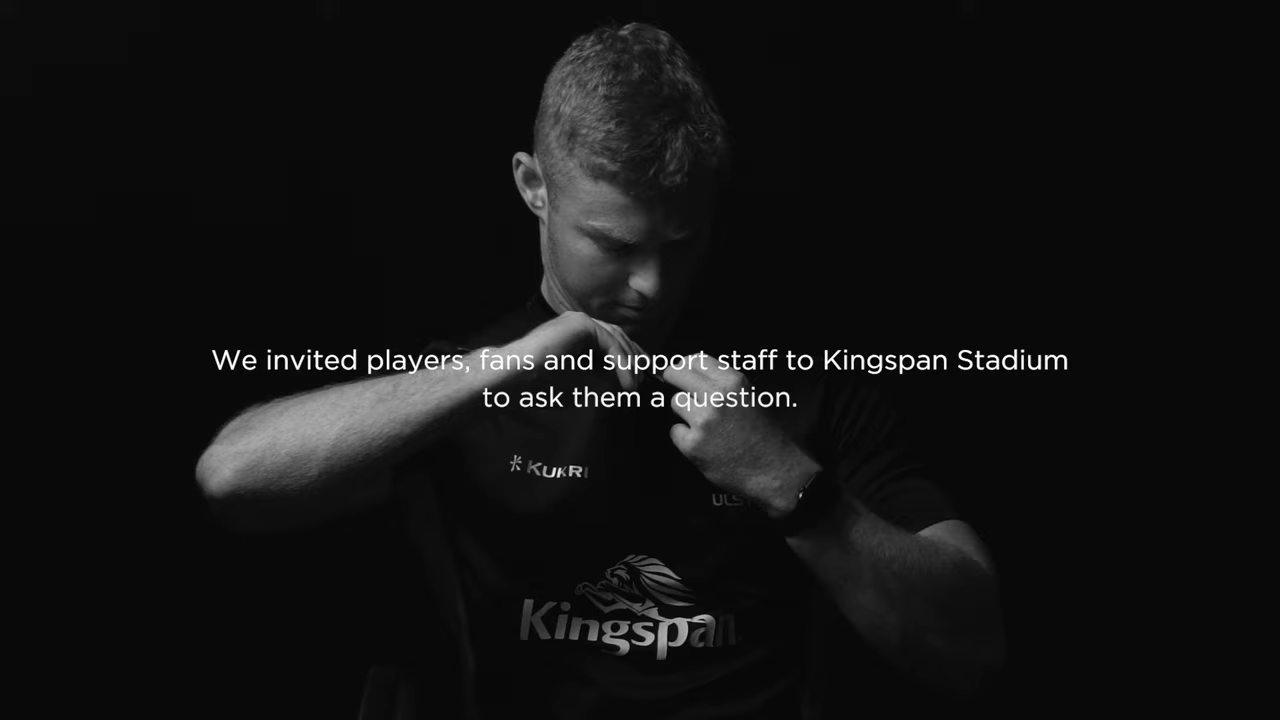 We invited players, fans and support staff to Kingspan Stadium
to ask them a question.
KUKRI
Kingspan